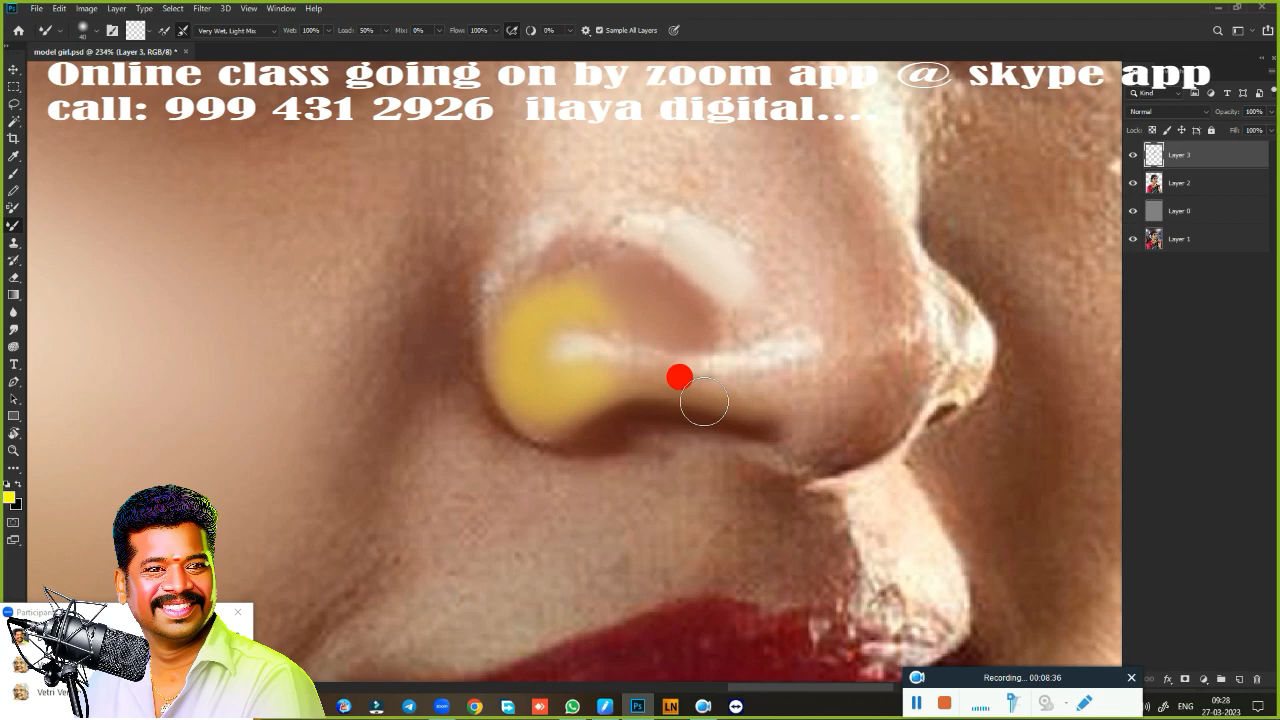 File Edit Image Layer Type Select Filter 3D View Window Help
40 Very Wet, Light Mix Wet: 100% Load: 50% Mix: 0% Flow: 100% 0% Sample All Layers
model girl.psd @ 234% (Layer 3, RGB/8) *
Online class going on by zoom app @ skype app
call: 999 431 2926 ilaya digital....
Kind
Normal Opacity: 100%
Lock: Fill: 100%
Layer 3
Layer 2
Layer 0
Layer 1
Recording... 00:08:36
09:28
27-03-2023